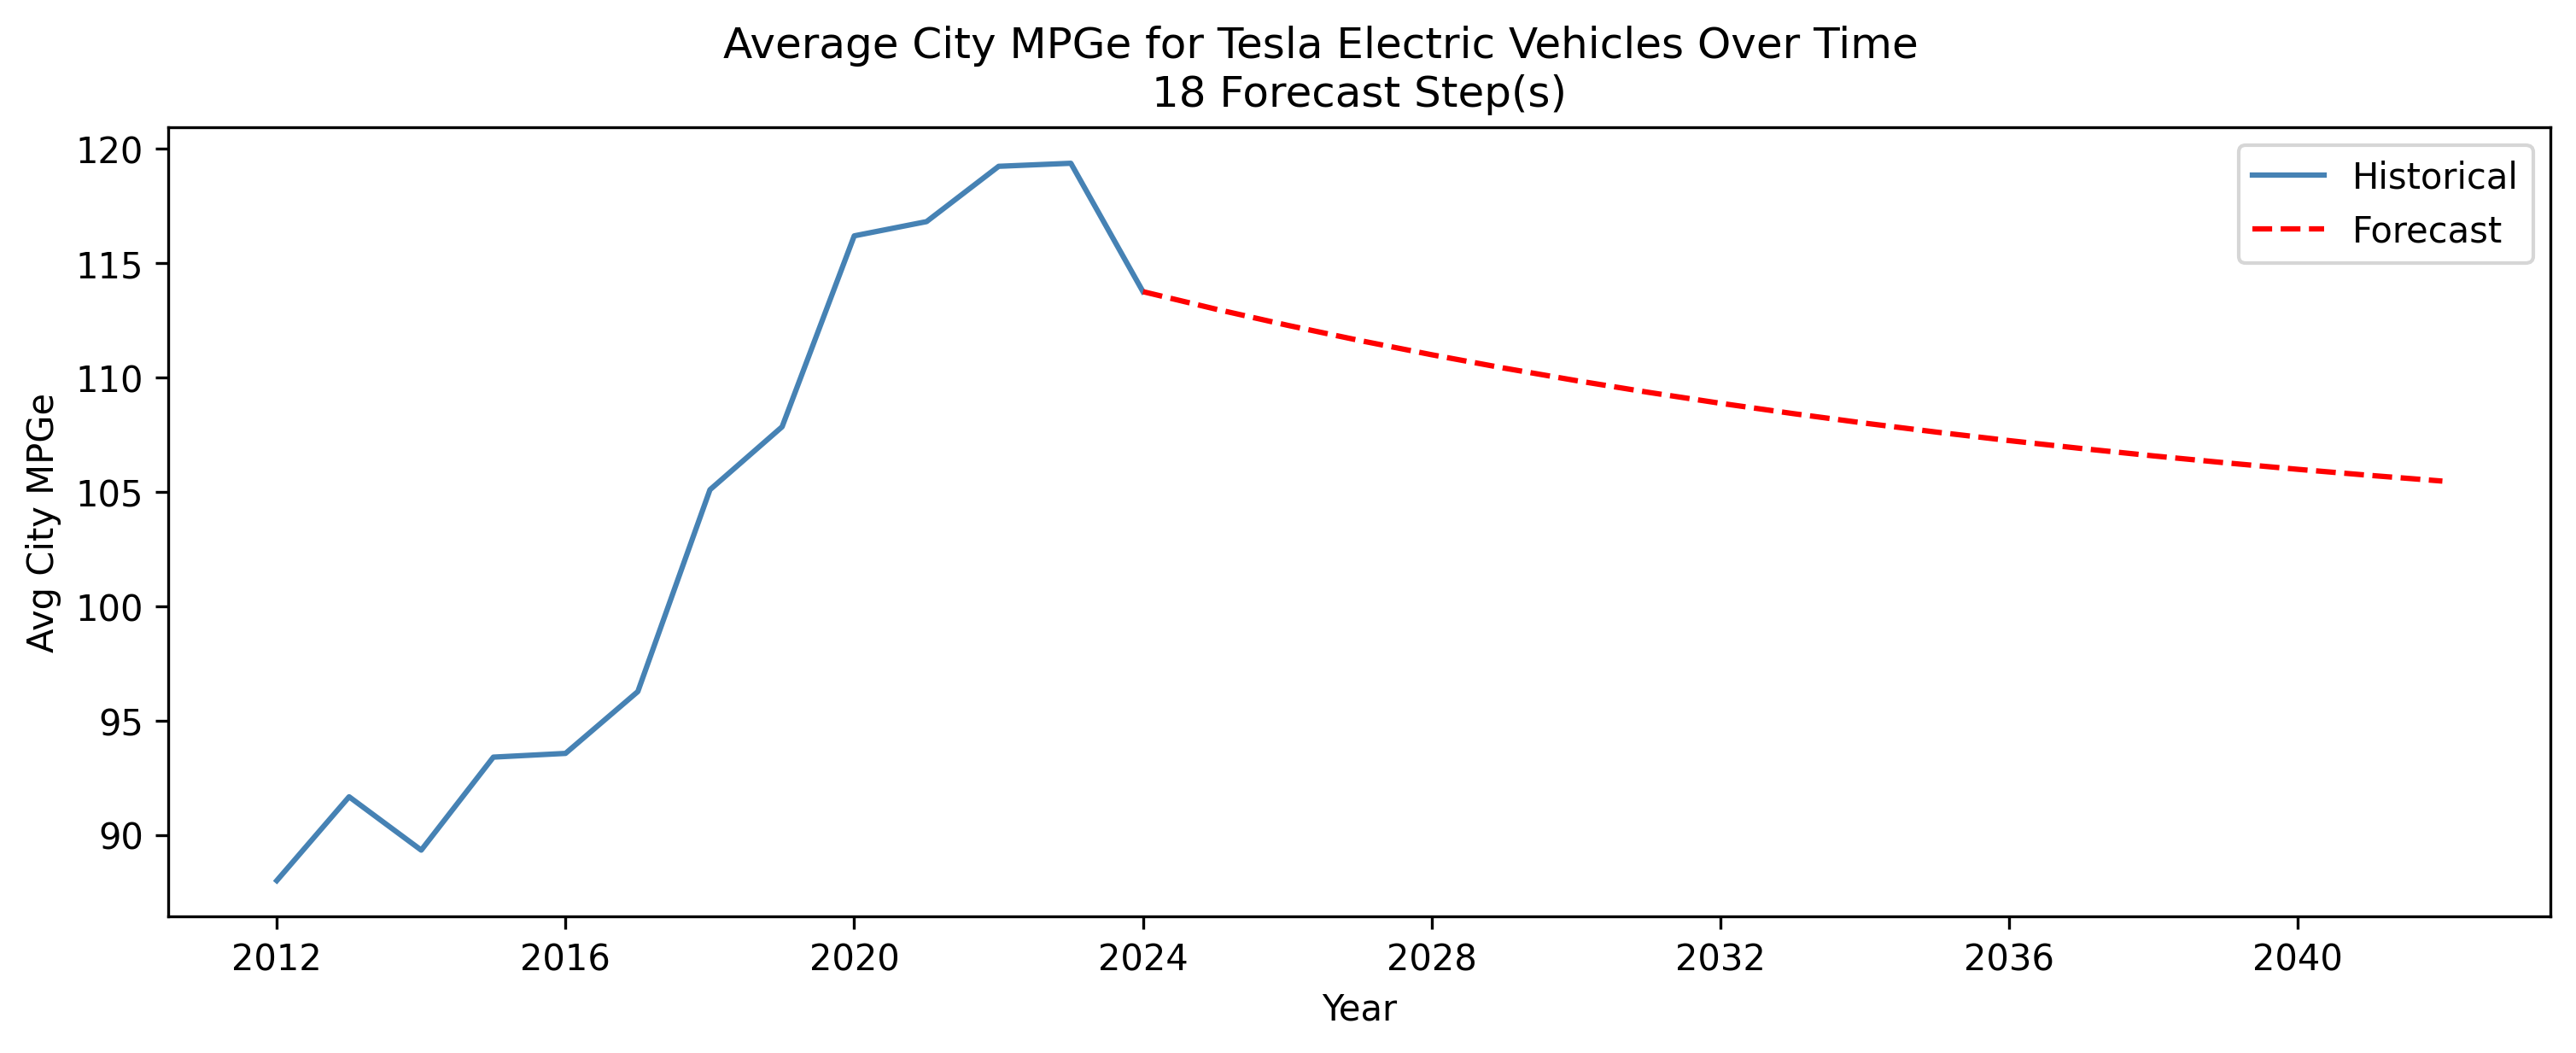 Average City MPGe for Tesla Electric Vehicles Over Time
18 Forecast Step(s)
Historical
Forecast
120
115
110
105
100
95
90
Avg City MPGe
2012
2016
2020
2024
2028
2032
2036
2040
Year